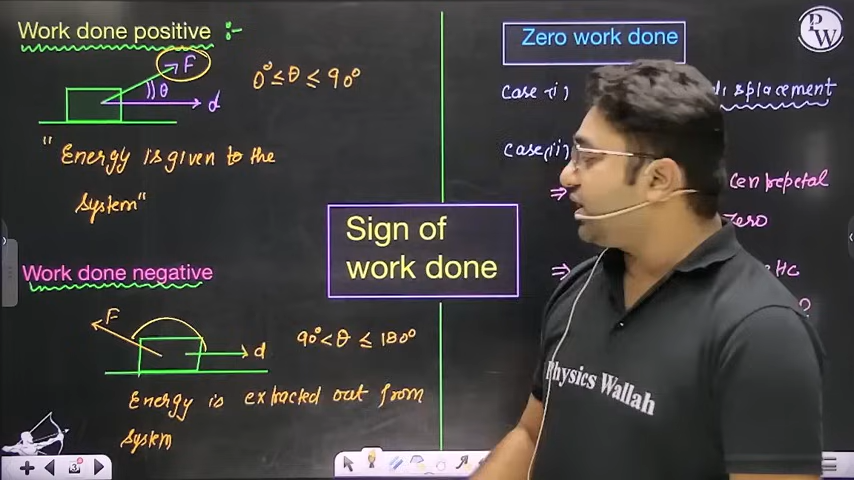 Work done positive :-
F
θ
d
0° ≤ θ ≤ 90°
"Energy is given to the
System"
Work done negative
F
d
90° < θ ≤ 180°
Energy is extracted out from
System
Sign of
work done
Zero work done
PW
case (i)
displacement
case (ii)
⇒ Centripetal
Zero
⇒
Physics Wallah